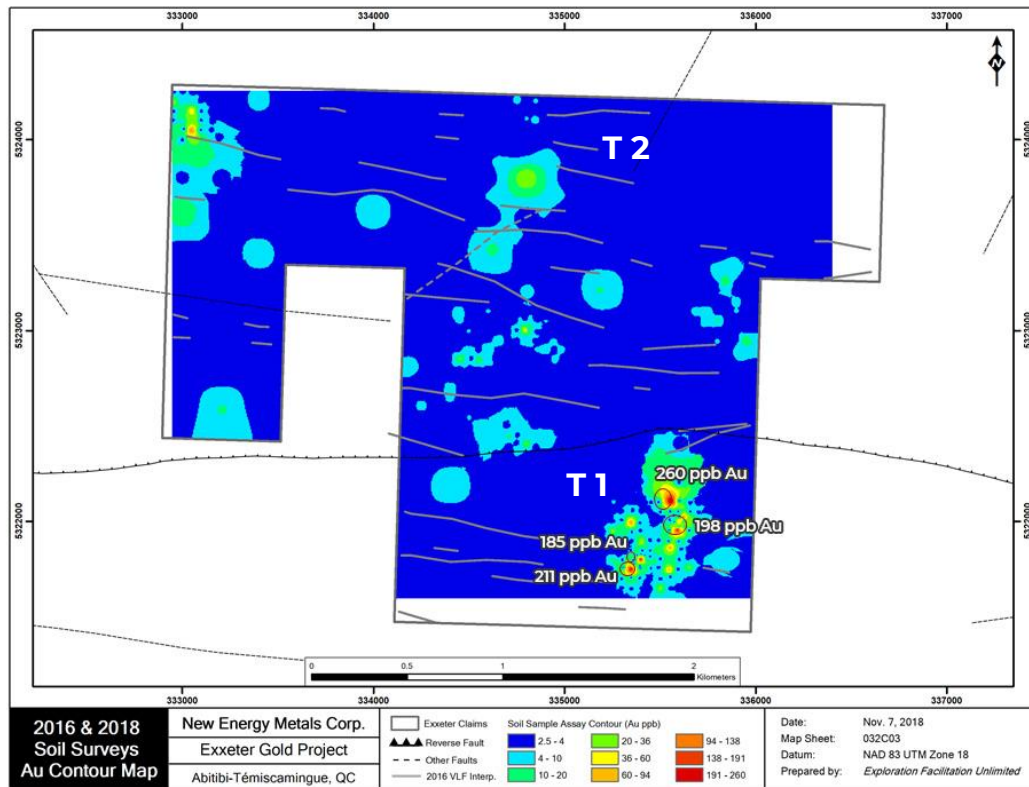 333000 334000 335000 336000 337000
N
5324000 5324000
T 2
5323000 5323000
T 1
260 ppb Au
5322000 5322000
198 ppb Au
185 ppb Au
211 ppb Au
0 0.5 1 2
Kilometers
333000 334000 335000 336000 337000
2016 & 2018
Soil Surveys
Au Contour Map
New Energy Metals Corp.
Exxeter Gold Project
Abitibi-Témiscamingue, QC
Exxeter Claims
Reverse Fault
Other Faults
2016 VLF Interp.
Soil Sample Assay Contour (Au ppb)
2.5 - 4 20 - 36 94 - 138
4 - 10 36 - 60 138 - 191
10 - 20 60 - 94 191 - 260
Date: Nov. 7, 2018
Map Sheet: 032C03
Datum: NAD 83 UTM Zone 18
Prepared by: Exploration Facilitation Unlimited